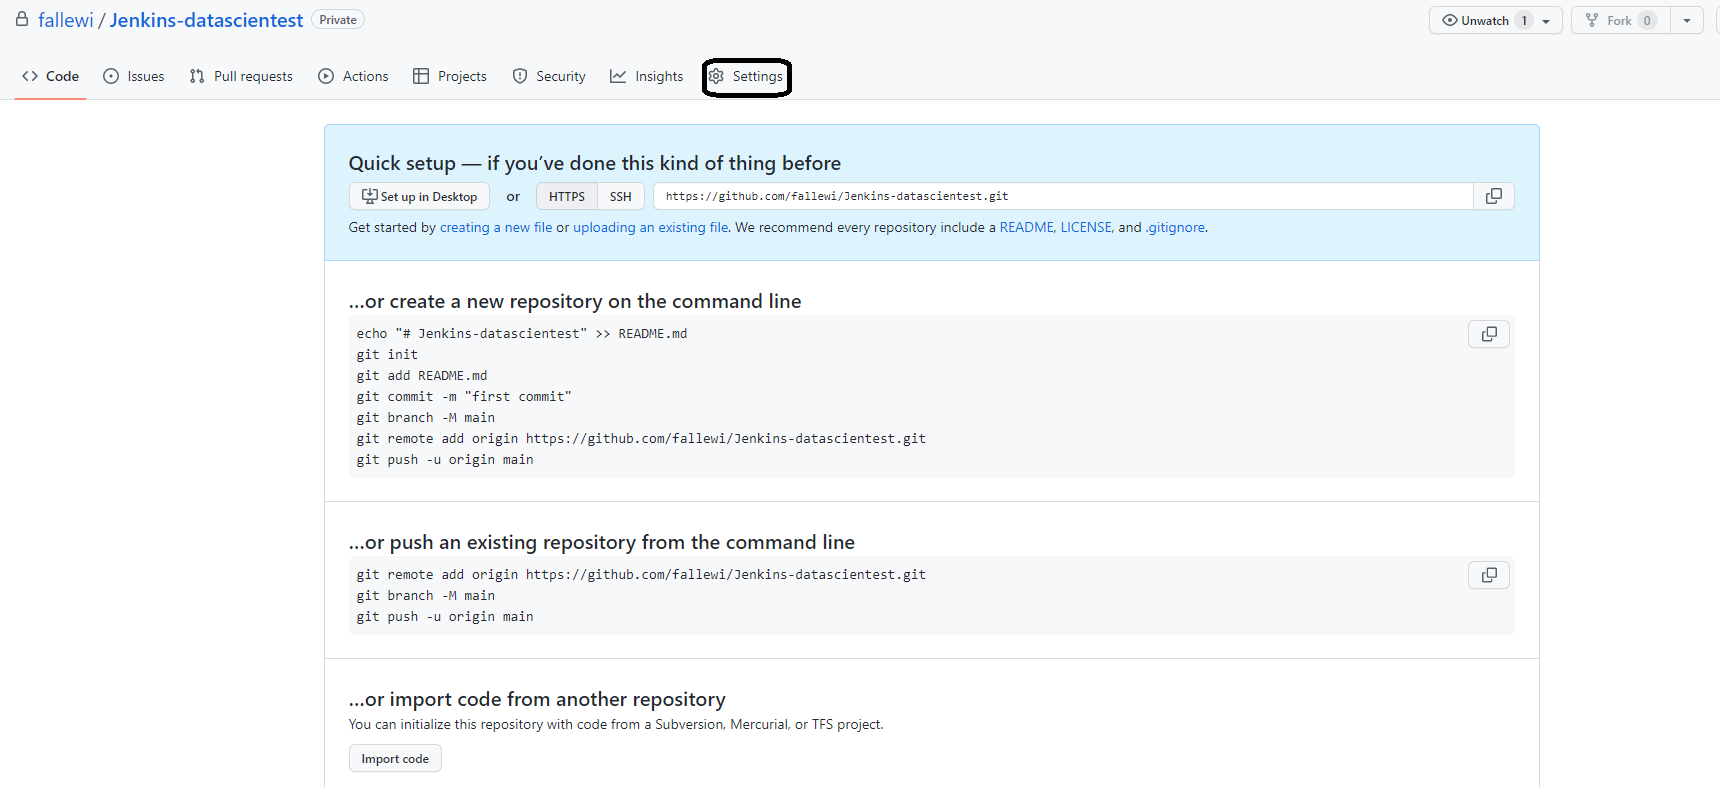 fallewi / Jenkins-datascientest Private
Unwatch 1 Fork 0
Code Issues Pull requests Actions Projects Security Insights Settings
Quick setup — if you’ve done this kind of thing before
Set up in Desktop or HTTPS SSH https://github.com/fallewi/Jenkins-datascientest.git
Get started by creating a new file or uploading an existing file. We recommend every repository include a README, LICENSE, and .gitignore.
…or create a new repository on the command line
echo "# Jenkins-datascientest" >> README.md
git init
git add README.md
git commit -m "first commit"
git branch -M main
git remote add origin https://github.com/fallewi/Jenkins-datascientest.git
git push -u origin main
…or push an existing repository from the command line
git remote add origin https://github.com/fallewi/Jenkins-datascientest.git
git branch -M main
git push -u origin main
…or import code from another repository
You can initialize this repository with code from a Subversion, Mercurial, or TFS project.
Import code